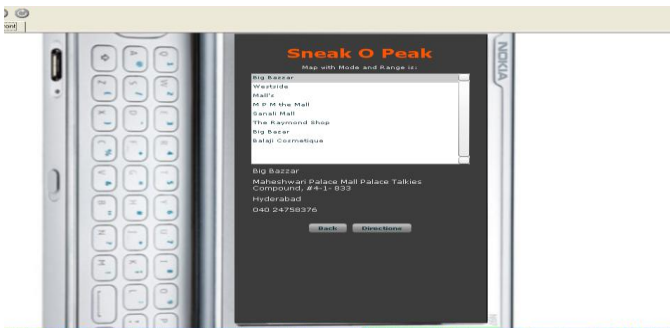 Sneak O Peak
Map with Mode and Range is:
Big Bazzar
Westside
Mall's
M P M the Mall
Sanali Mall
The Raymond Shop
Big Bazar
Balaji Cozmetique
Big Bazzar
Maheshwari Palace Mall Palace Talkies
Compound, #4-1- 833
Hyderabad
040 24758376
Back Directions
NOKIA